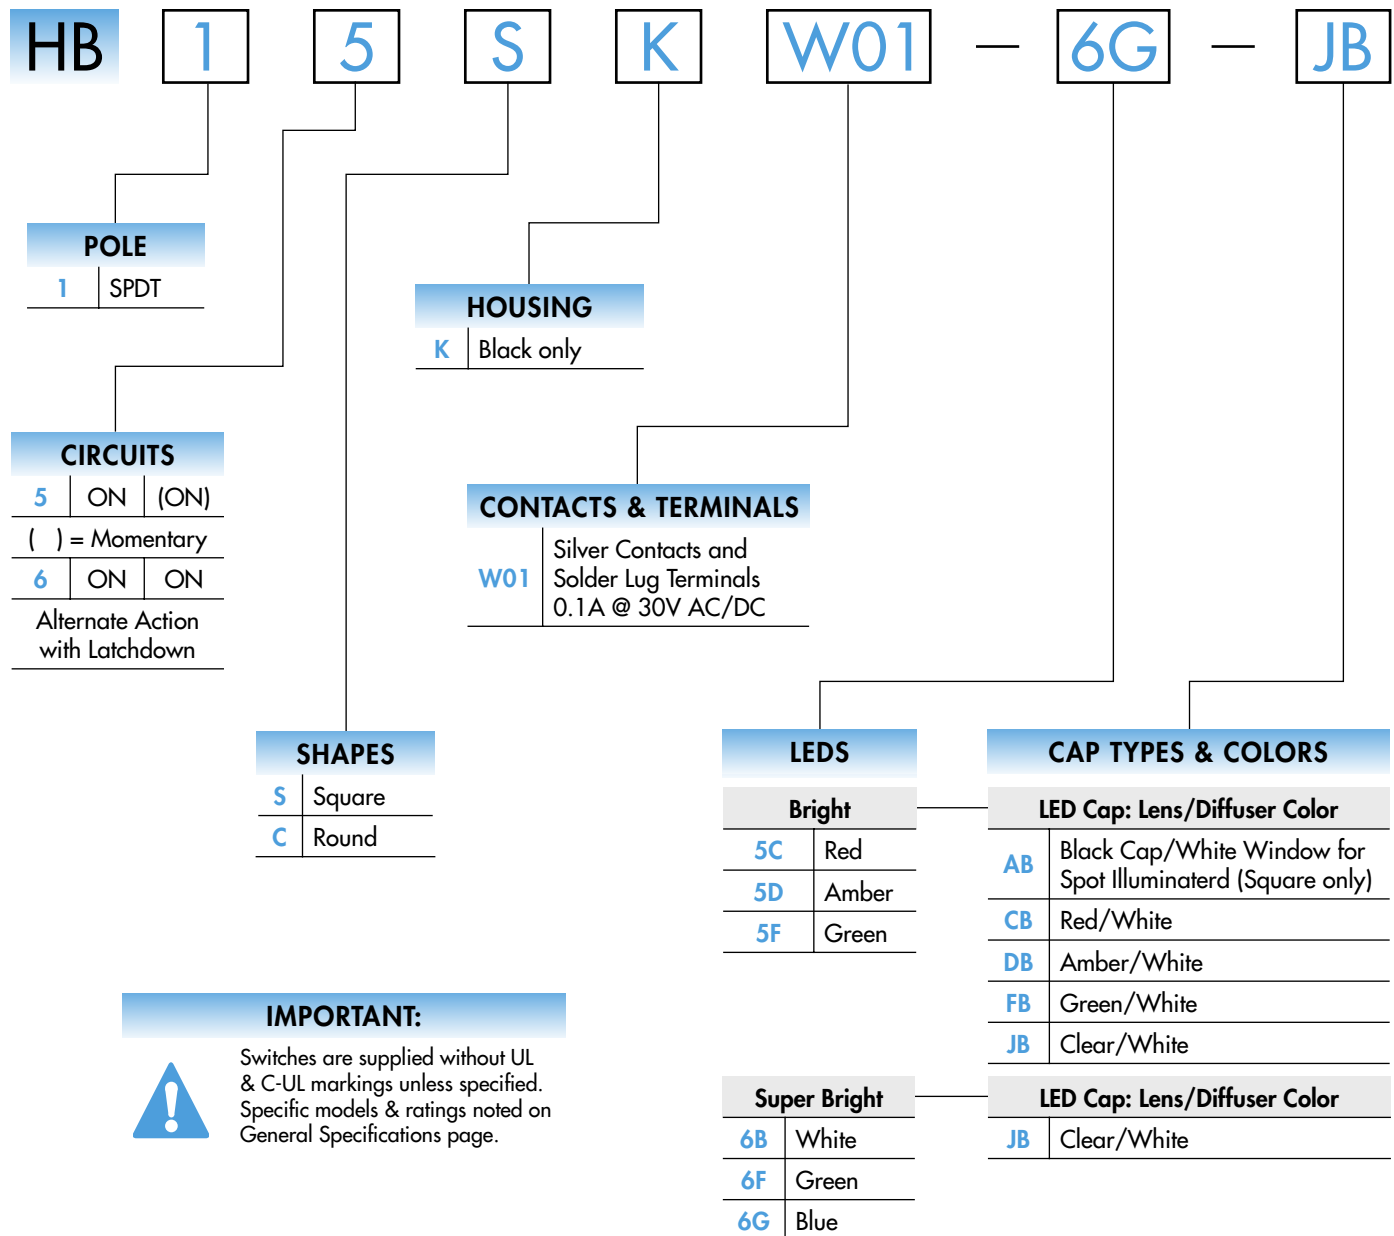 HB 1 5 S K W01 — 6G — JB
POLE
1 SPDT
HOUSING
K Black only
CIRCUITS
5 ON (ON)
( ) = Momentary
6 ON ON
Alternate Action
with Latchdown
CONTACTS & TERMINALS
W01
Silver Contacts and
Solder Lug Terminals
0.1A @ 30V AC/DC
SHAPES
S Square
C Round
LEDS
Bright
5C Red
5D Amber
5F Green
Super Bright
6B White
6F Green
6G Blue
CAP TYPES & COLORS
LED Cap: Lens/Diffuser Color
AB
Black Cap/White Window for
Spot Illuminaterd (Square only)
CB Red/White
DB Amber/White
FB Green/White
JB Clear/White
LED Cap: Lens/Diffuser Color
JB Clear/White
IMPORTANT:
Switches are supplied without UL
& C-UL markings unless specified.
Specific models & ratings noted on
General Specifications page.